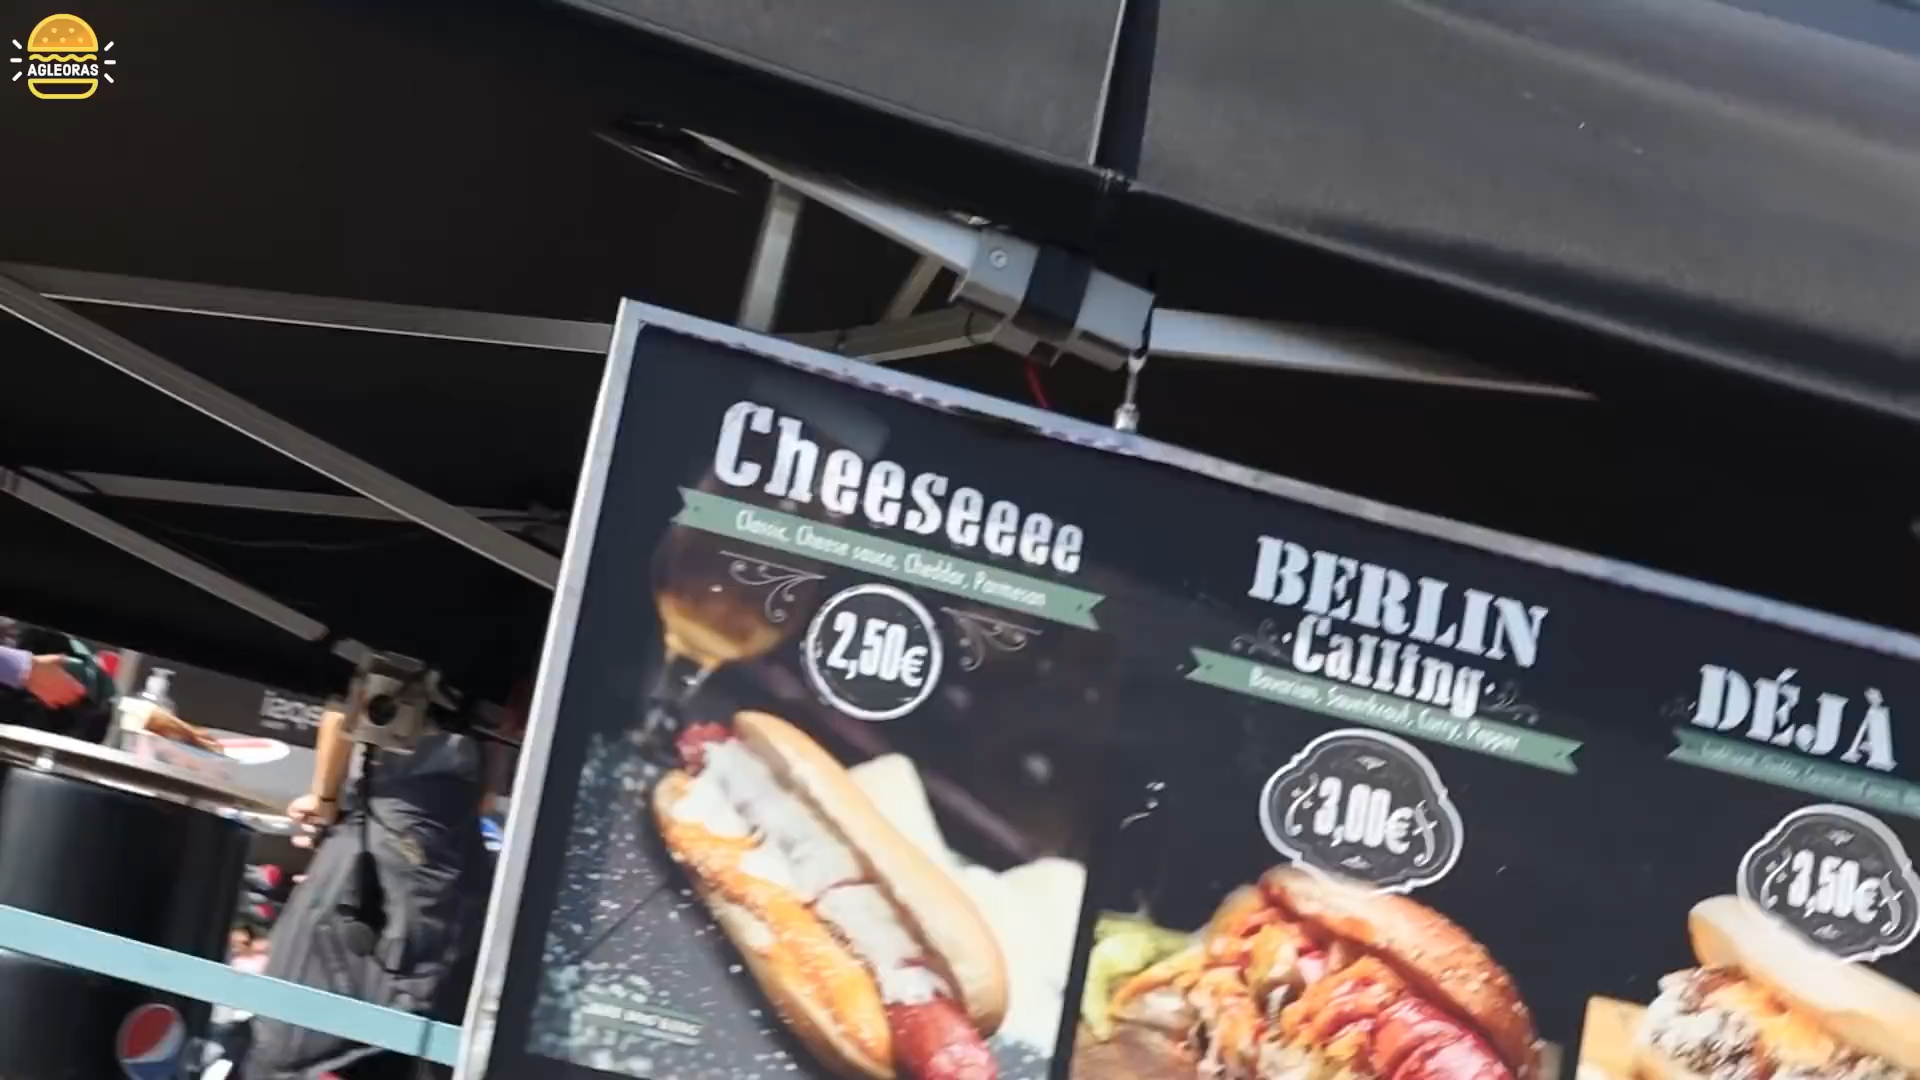 AGLEORAS
Cheeseeee
Classic, Cheese sauce, Cheddar, Parmesan
2,50€
BERLIN
Calling
Bavarian, Sauerkraut, Curry, Pepper
3,00€
DÉJÀ
3,50€